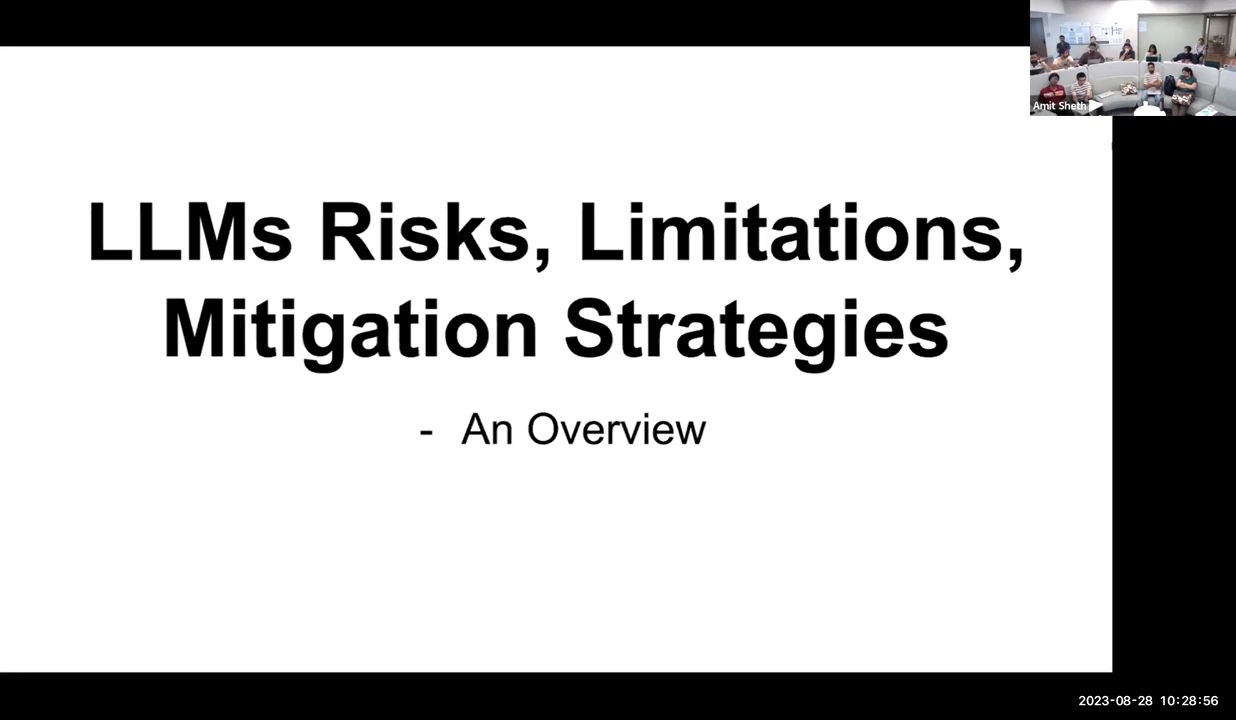 Amit Sheth
LLMs Risks, Limitations,
Mitigation Strategies
- An Overview
2023-08-28 10:28:56